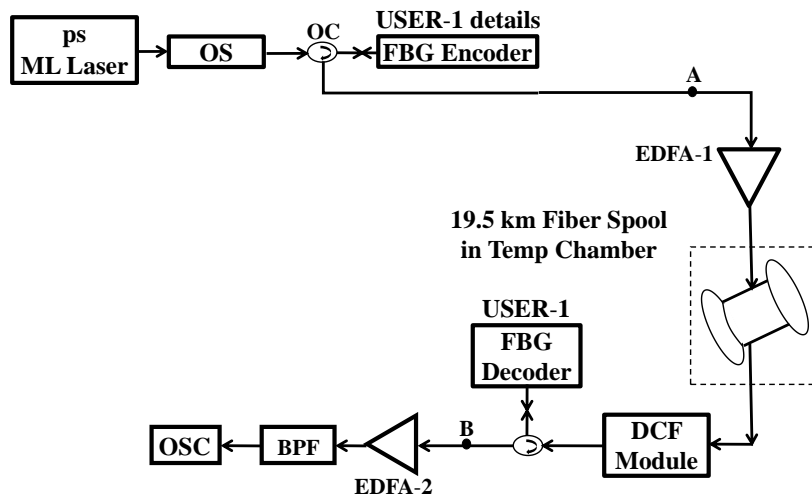 ps
ML Laser
OS
OC
USER-1 details
FBG Encoder
A
EDFA-1
19.5 km Fiber Spool
in Temp Chamber
USER-1
FBG
Decoder
DCF
Module
B
EDFA-2
BPF
OSC